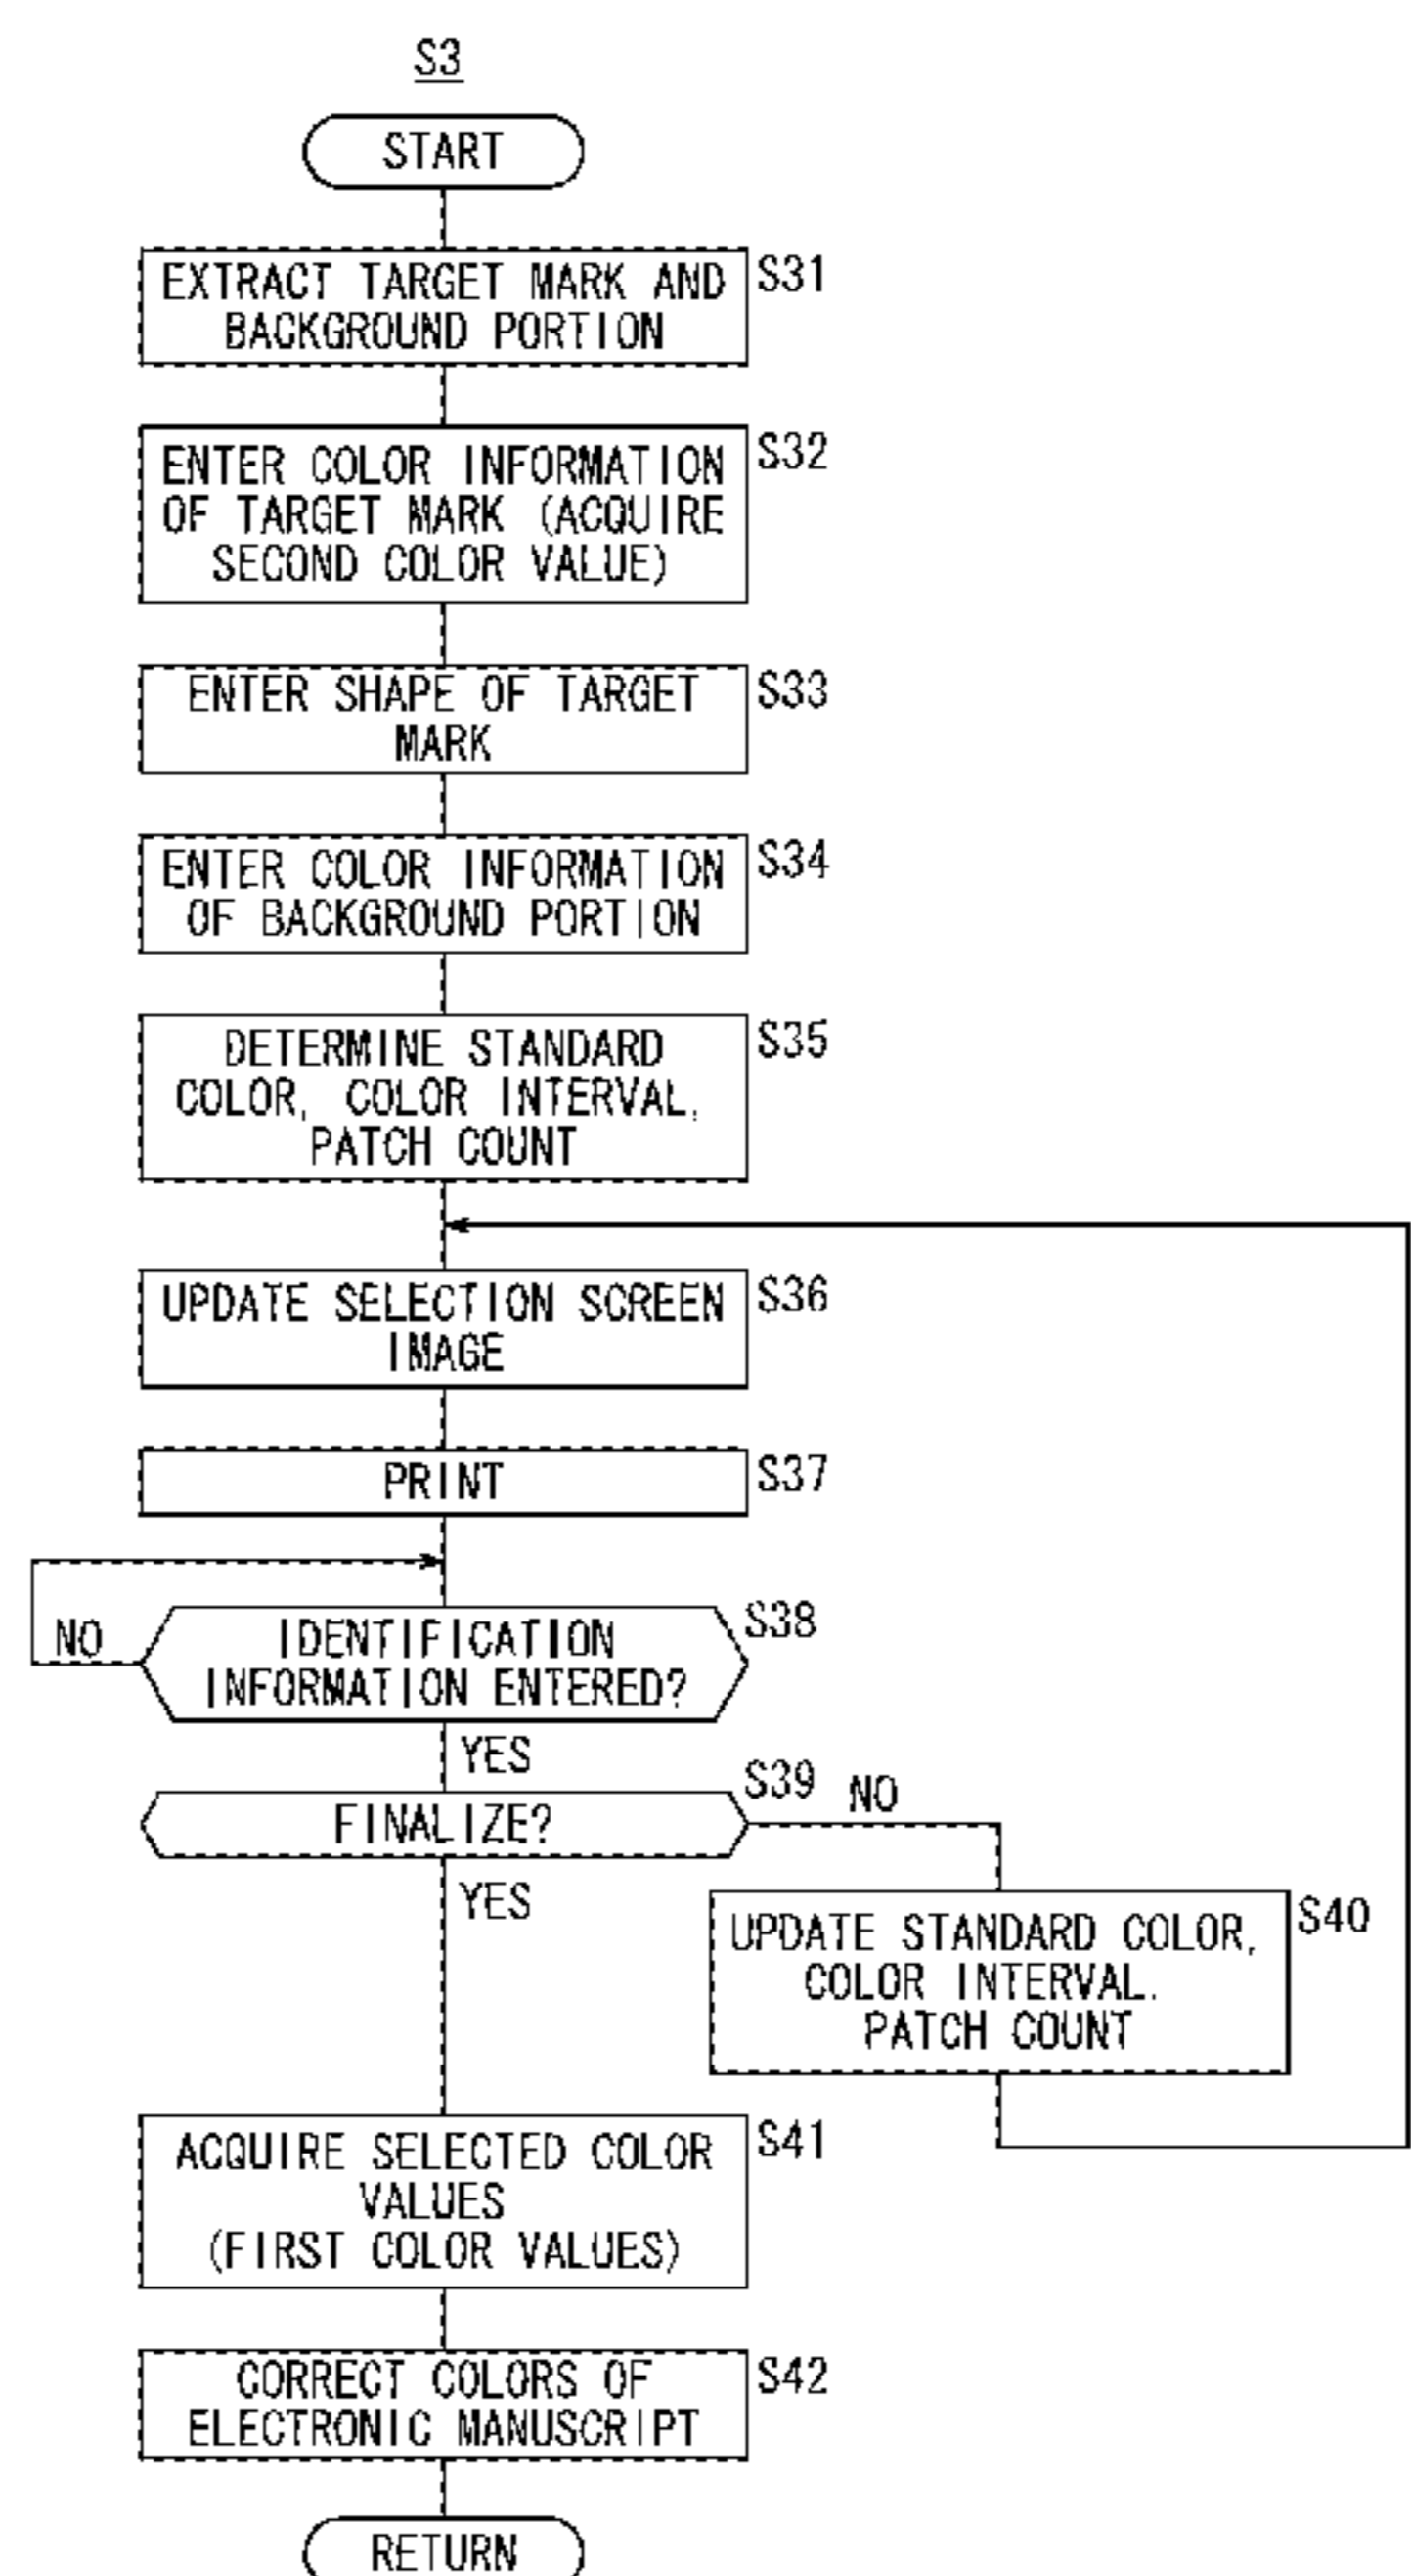 S3
START
EXTRACT TARGET MARK AND
BACKGROUND PORTION
S31
ENTER COLOR INFORMATION
OF TARGET MARK (ACQUIRE
SECOND COLOR VALUE)
S32
ENTER SHAPE OF TARGET
MARK
S33
ENTER COLOR INFORMATION
OF BACKGROUND PORTION
S34
DETERMINE STANDARD
COLOR, COLOR INTERVAL,
PATCH COUNT
S35
UPDATE SELECTION SCREEN
IMAGE
S36
PRINT
S37
IDENTIFICATION
INFORMATION ENTERED?
S38
NO
YES
FINALIZE?
S39
NO
YES
UPDATE STANDARD COLOR,
COLOR INTERVAL,
PATCH COUNT
S40
ACQUIRE SELECTED COLOR
VALUES
(FIRST COLOR VALUES)
S41
CORRECT COLORS OF
ELECTRONIC MANUSCRIPT
S42
RETURN